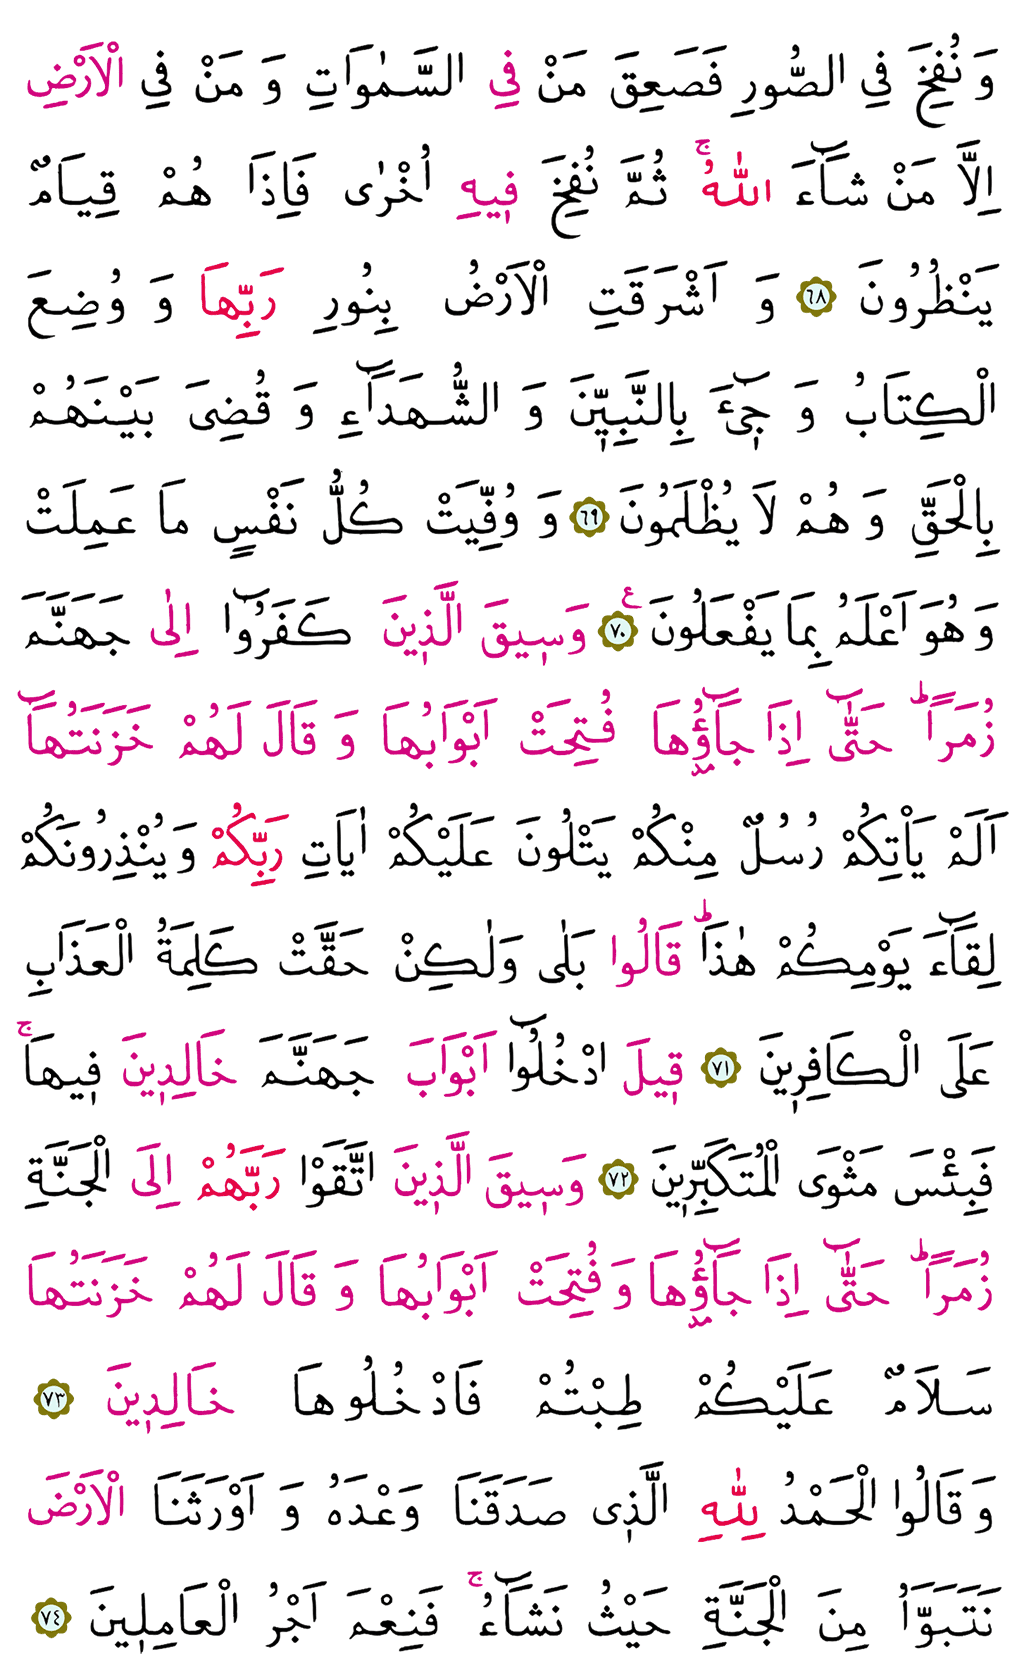 وَ نُفِخَ فِي الصُّورِ فَصَعِقَ مَنْ فِي السَّمٰوَاتِ وَ مَنْ فِي الْاَرْضِ
اِلَّا مَنْ شَٓاءَ اللّٰهُۚ ثُمَّ نُفِخَ ف۪يهِ اُخْرٰى فَاِذَا هُمْ قِيَامٌ
يَنْظُرُونَ ﴿٦٨﴾ وَ اَشْرَقَتِ الْاَرْضُ بِنُورِ رَبِّهَا وَ وُضِعَ
الْكِتَابُ وَ ج۪ٓيءَ بِالنَّبِيّ۪نَ وَ الشُّهَدَٓاءِ وَ قُضِيَ بَيْنَهُمْ
بِالْحَقِّ وَ هُمْ لَا يُظْلَمُونَ ﴿٦٩﴾ وَ وُفِّيَتْ كُلُّ نَفْسٍ مَا عَمِلَتْ
وَ هُوَ اَعْلَمُ بِمَا يَفْعَلُونَ ﴿٧٠﴾ ع وَس۪يقَ الَّذ۪ينَ كَفَرُٓوا اِلٰى جَهَنَّمَ
زُمَرًاۜ حَتّٰٓى اِذَا جَٓاؤُ۫هَا فُتِحَتْ اَبْوَابُهَا وَ قَالَ لَهُمْ خَزَنَتُهَٓا
اَلَمْ يَأْتِكُمْ رُسُلٌ مِنْكُمْ يَتْلُونَ عَلَيْكُمْ اٰيَاتِ رَبِّكُمْ وَ يُنْذِرُونَكُمْ
لِقَٓاءَ يَوْمِكُمْ هٰذَاۜ قَالُوا بَلٰى وَلٰكِنْ حَقَّتْ كَلِمَةُ الْعَذَابِ
عَلَى الْكَافِر۪ينَ ﴿٧١﴾ ق۪يلَ ادْخُلُٓوا اَبْوَابَ جَهَنَّمَ خَالِد۪ينَ ف۪يهَاۚ
فَبِئْسَ مَثْوَى الْمُتَكَبِّر۪ينَ ﴿٧٢﴾ وَس۪يقَ الَّذ۪ينَ اتَّقَوْا رَبَّهُمْ اِلَى الْجَنَّةِ
زُمَرًاۜ حَتّٰٓى اِذَا جَٓاؤُ۫هَا وَ فُتِحَتْ اَبْوَابُهَا وَ قَالَ لَهُمْ خَزَنَتُهَا
سَلَامٌ عَلَيْكُمْ طِبْتُمْ فَادْخُلُوهَا خَالِد۪ينَ ﴿٧٣﴾
وَ قَالُوا الْحَمْدُ لِلّٰهِ الَّذ۪ى صَدَقَنَا وَعْدَهُ وَ اَوْرَثَنَا الْاَرْضَ
نَتَبَوَّاُ مِنَ الْجَنَّةِ حَيْثُ نَشَٓاءُۚ فَنِعْمَ اَجْرُ الْعَامِل۪ينَ ﴿٧٤﴾